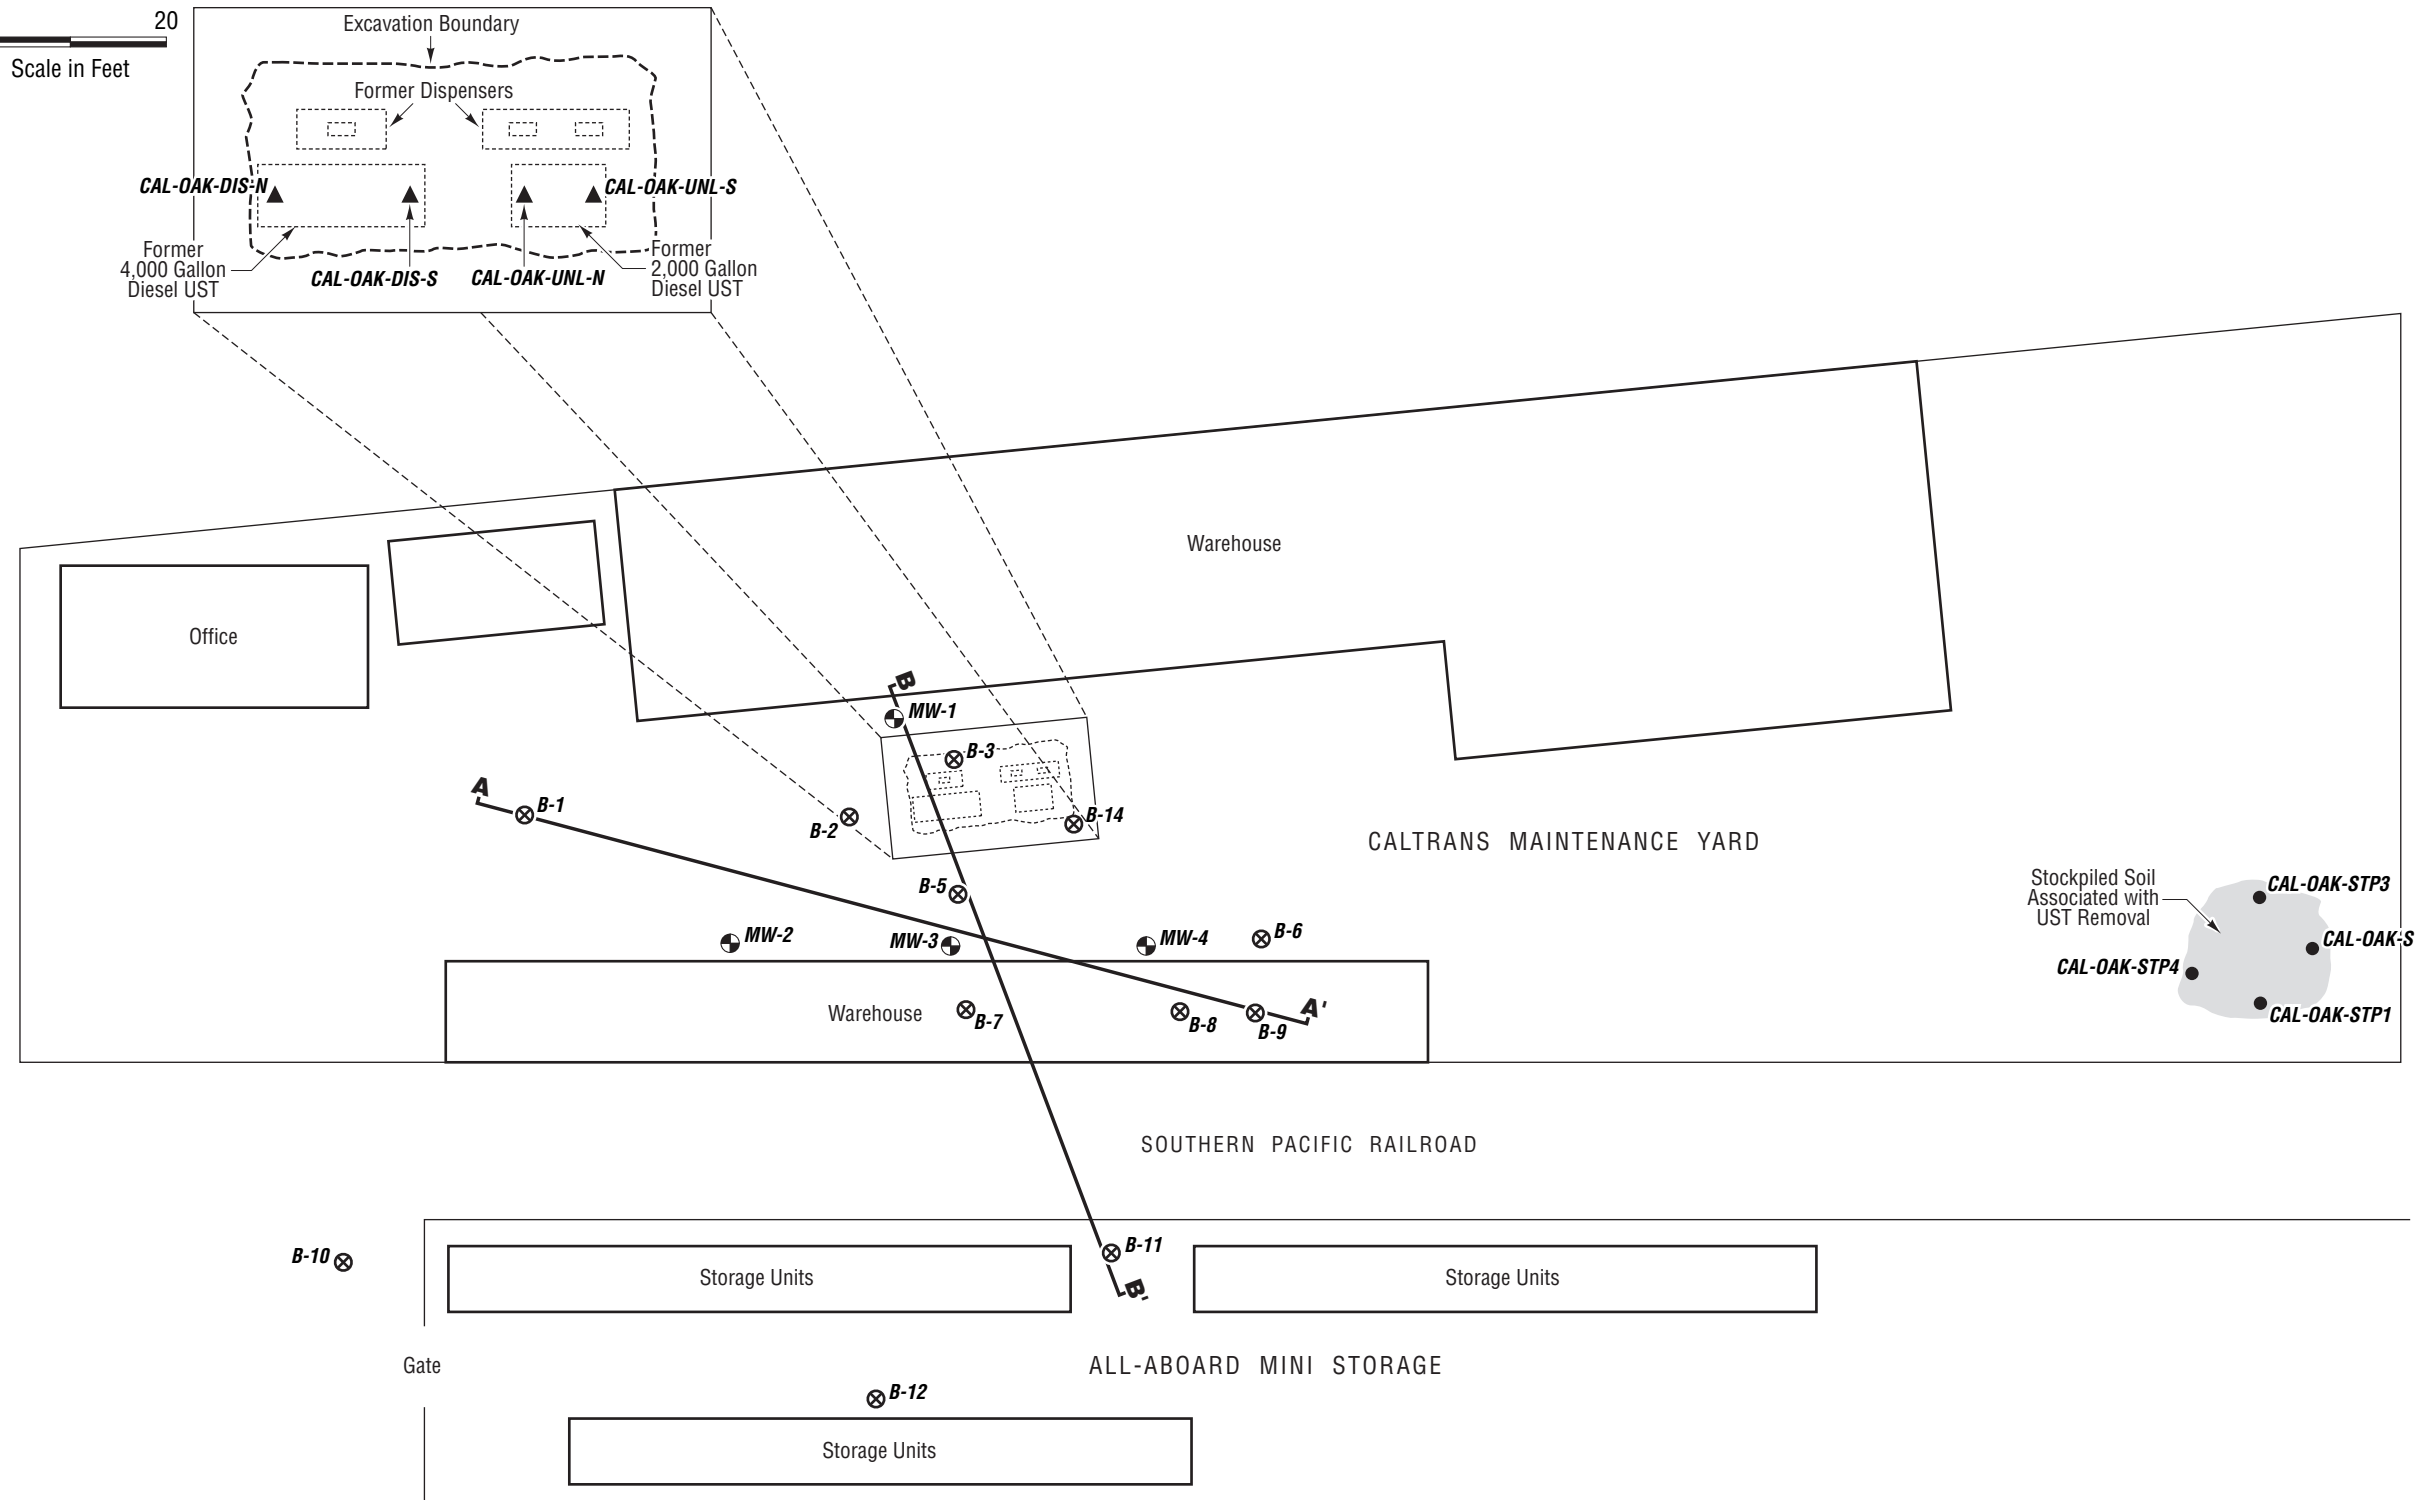 20
Scale in Feet
Excavation Boundary
Former Dispensers
CAL-OAK-DIS-N
CAL-OAK-UNL-S
Former
4,000 Gallon
Diesel UST
CAL-OAK-DIS-S
CAL-OAK-UNL-N
Former
2,000 Gallon
Diesel UST
Warehouse
Office
B
MW-1
B-3
A
B-1
B-2
B-14
CALTRANS MAINTENANCE YARD
B-5
Stockpiled Soil
Associated with
UST Removal
CAL-OAK-STP3
MW-2
MW-3
MW-4
B-6
CAL-OAK-S
CAL-OAK-STP4
Warehouse
B-7
B-8
B-9
A'
CAL-OAK-STP1
SOUTHERN PACIFIC RAILROAD
B-10
B-11
Storage Units
Storage Units
B'
Gate
ALL-ABOARD MINI STORAGE
B-12
Storage Units